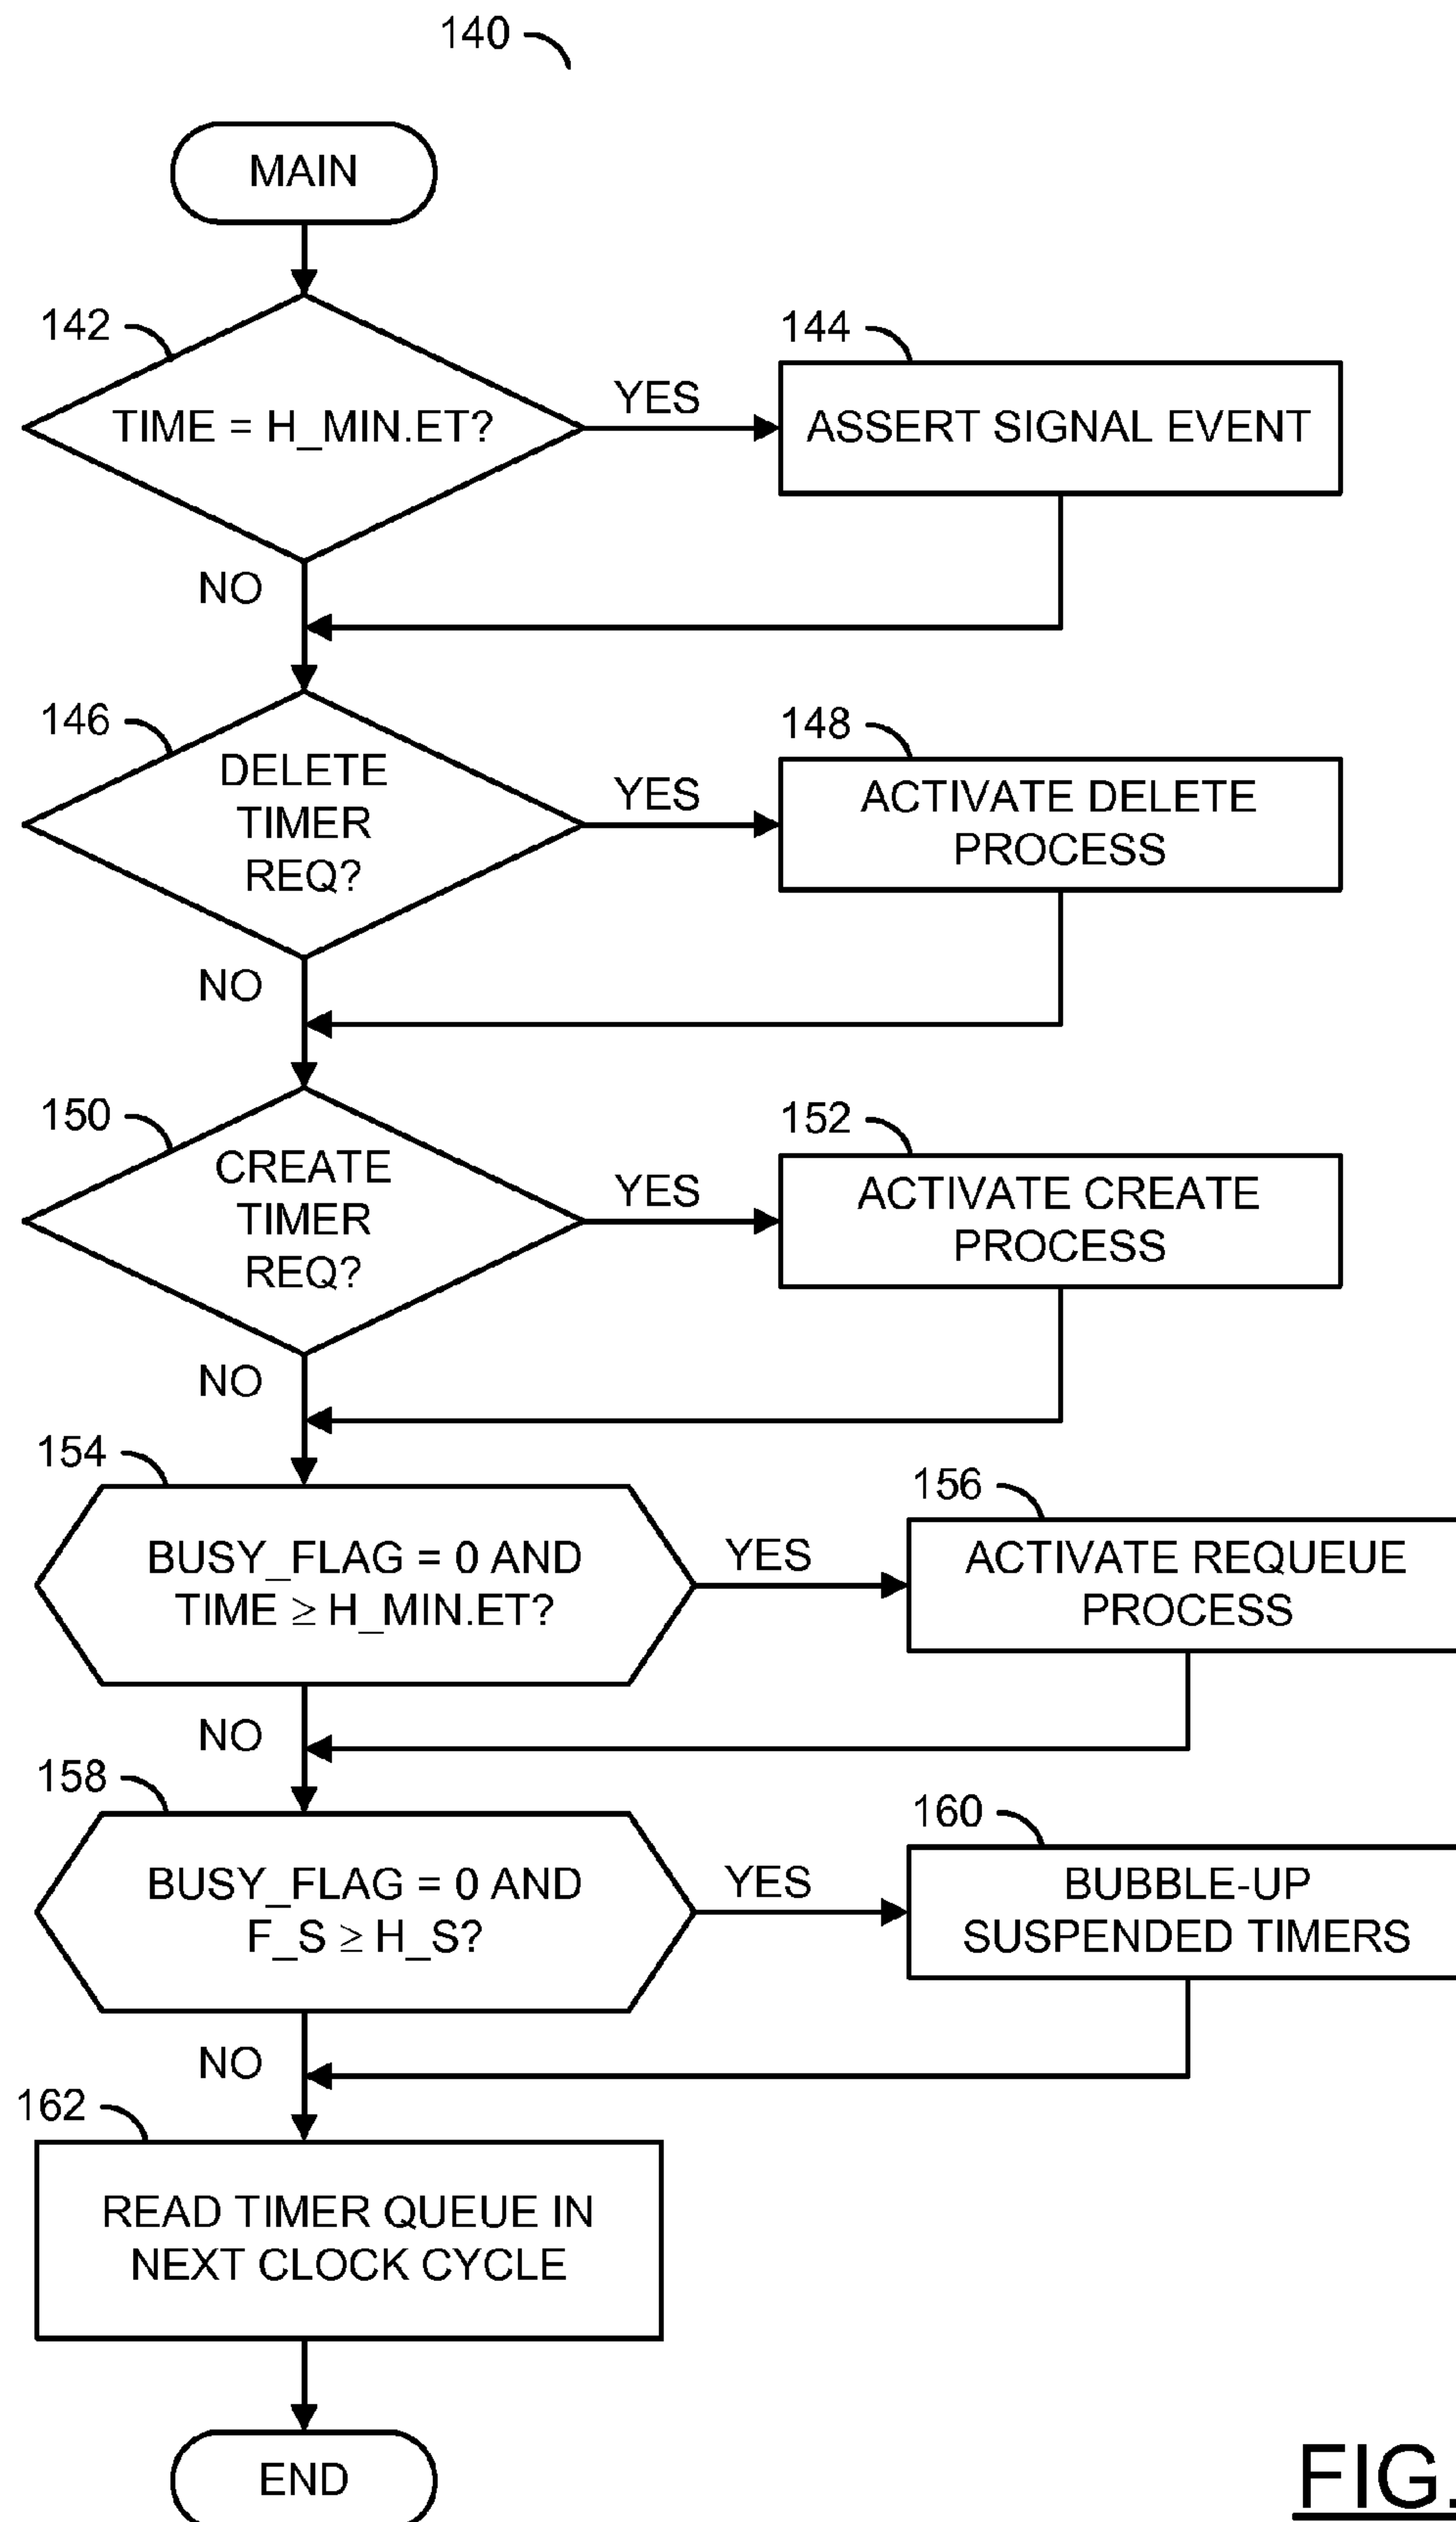 140
MAIN
142
TIME = H_MIN.ET?
YES
144
ASSERT SIGNAL EVENT
NO
146
DELETE
TIMER
REQ?
YES
148
ACTIVATE DELETE
PROCESS
NO
150
CREATE
TIMER
REQ?
YES
152
ACTIVATE CREATE
PROCESS
NO
154
BUSY_FLAG = 0 AND
TIME ≥ H_MIN.ET?
YES
156
ACTIVATE REQUEUE
PROCESS
NO
158
BUSY_FLAG = 0 AND
F_S ≥ H_S?
YES
160
BUBBLE-UP
SUSPENDED TIMERS
NO
162
READ TIMER QUEUE IN
NEXT CLOCK CYCLE
END
FIG.